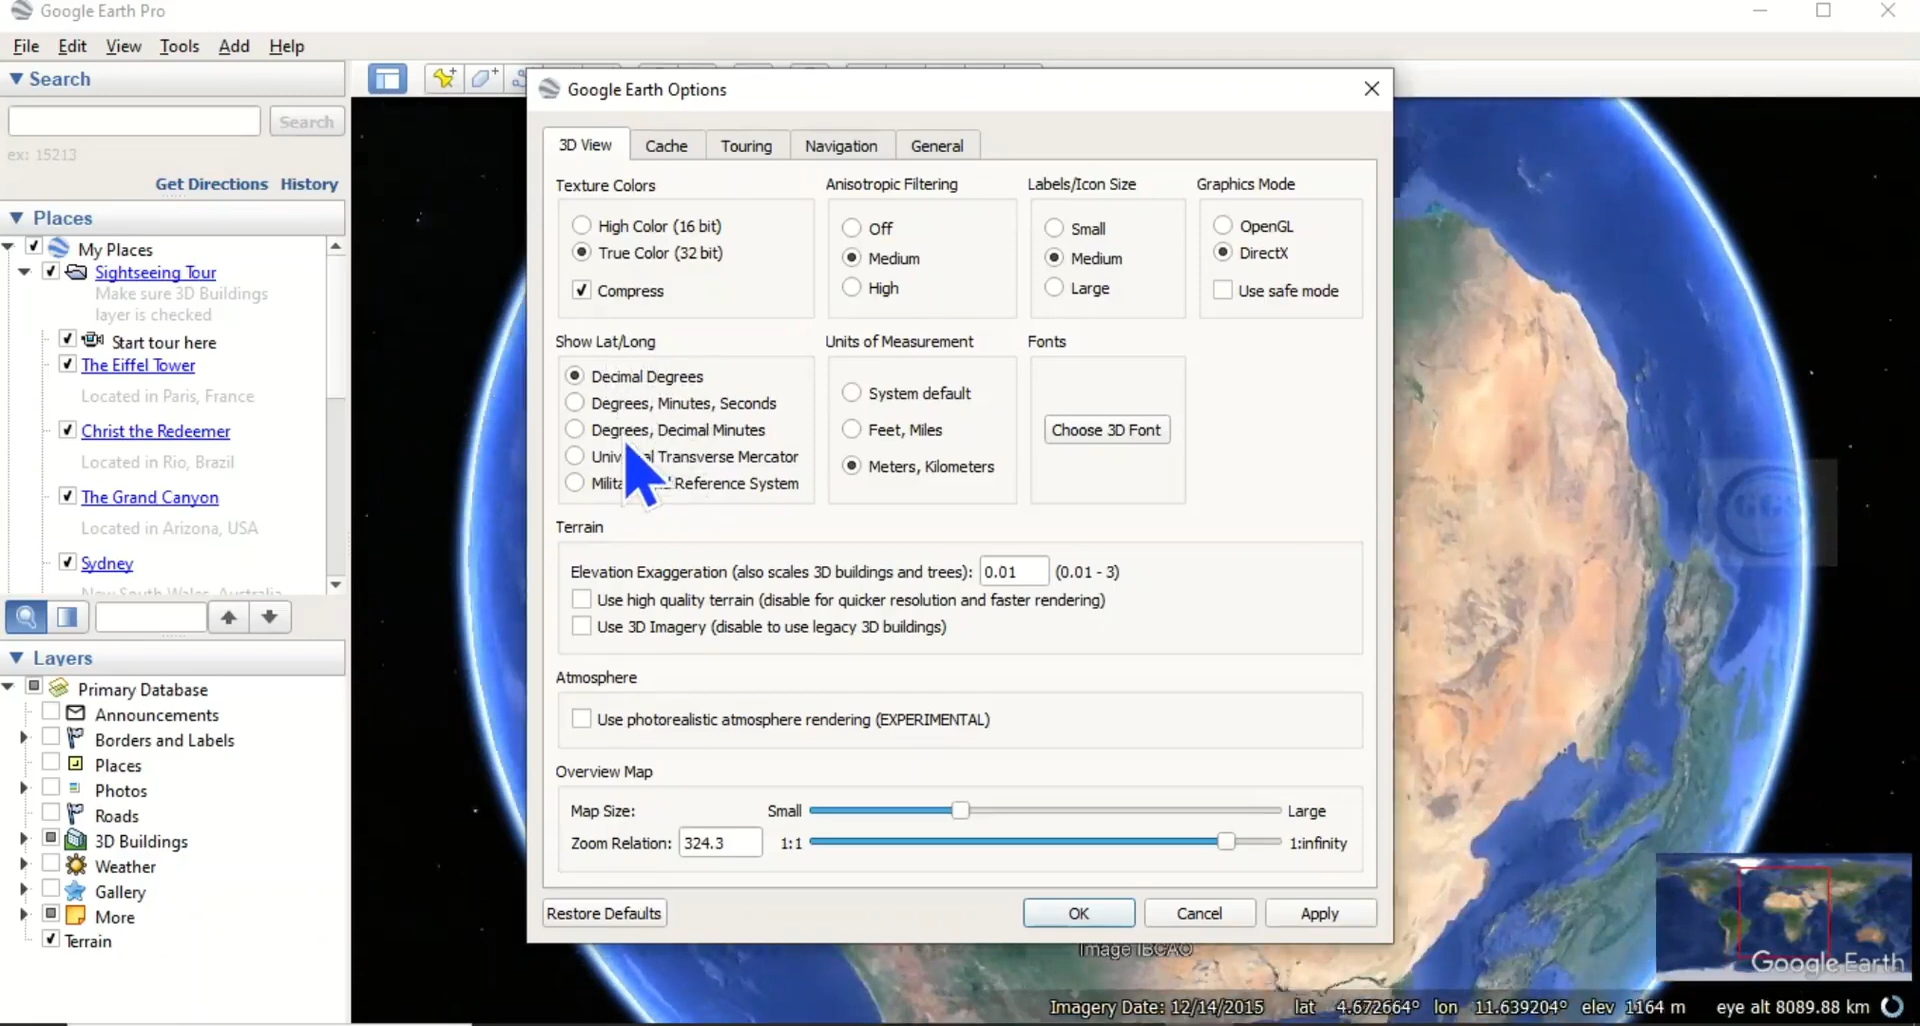 Google Earth Pro
File Edit View Tools Add Help
Search
Search
ex: 15213
Get Directions History
Places
My Places
Sightseeing Tour
Make sure 3D Buildings
layer is checked
Start tour here
The Eiffel Tower
Located in Paris, France
Christ the Redeemer
Located in Rio, Brazil
The Grand Canyon
Located in Arizona, USA
Sydney
New South Wales, Australia
Layers
Primary Database
Announcements
Borders and Labels
Places
Photos
Roads
3D Buildings
Weather
Gallery
More
Terrain
Google Earth Options
3D View Cache Touring Navigation General
Texture Colors
High Color (16 bit)
True Color (32 bit)
Compress
Anisotropic Filtering
Off
Medium
High
Labels/Icon Size
Small
Medium
Large
Graphics Mode
OpenGL
DirectX
Use safe mode
Show Lat/Long
Decimal Degrees
Degrees, Minutes, Seconds
Degrees, Decimal Minutes
Transverse Mercator
Reference System
Units of Measurement
System default
Feet, Miles
Meters, Kilometers
Fonts
Choose 3D Font
Terrain
Elevation Exaggeration (also scales 3D buildings and trees): 0.01 (0.01 - 3)
Use high quality terrain (disable for quicker resolution and faster rendering)
Use 3D Imagery (disable to use legacy 3D buildings)
Atmosphere
Use photorealistic atmosphere rendering (EXPERIMENTAL)
Overview Map
Map Size: Small Large
Zoom Relation: 324.3 1:1 1:infinity
Restore Defaults OK Cancel Apply
GGS
Image IBCAO
Google Earth
Imagery Date: 12/14/2015 lat 4.672664° lon 11.639204° elev 1164 m eye alt 8089.88 km